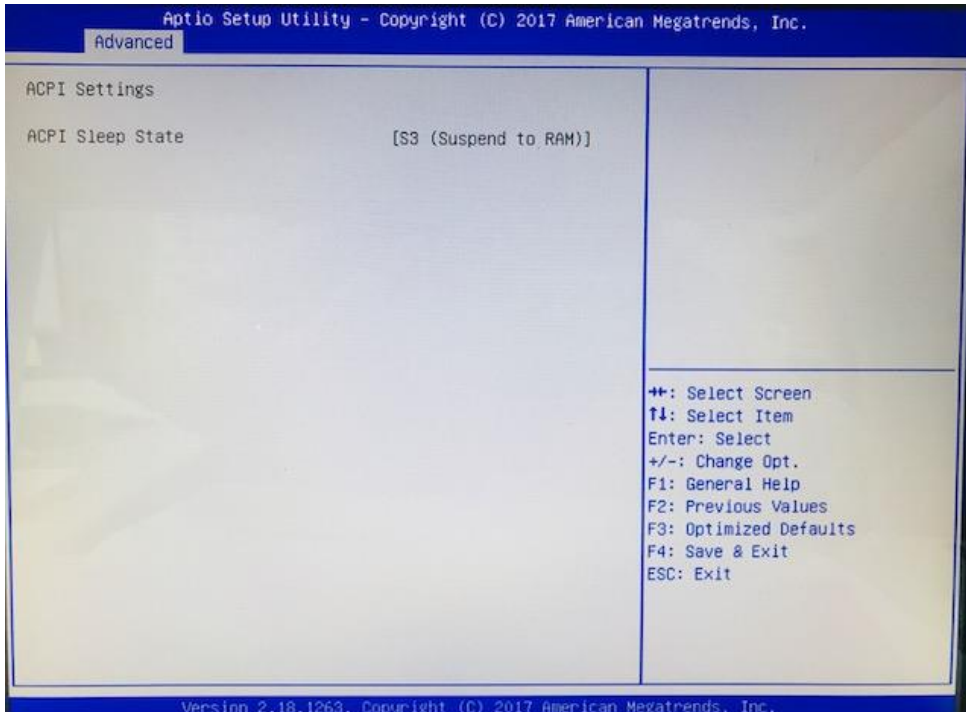 Aptio Setup Utility - Copyright (C) 2017 American Megatrends, Inc.
Advanced
ACPI Settings
ACPI Sleep State [S3 (Suspend to RAM)]
→←: Select Screen
↑↓: Select Item
Enter: Select
+/-: Change Opt.
F1: General Help
F2: Previous Values
F3: Optimized Defaults
F4: Save & Exit
ESC: Exit
Version 2.18.1263. Copyright (C) 2017 American Megatrends, Inc.